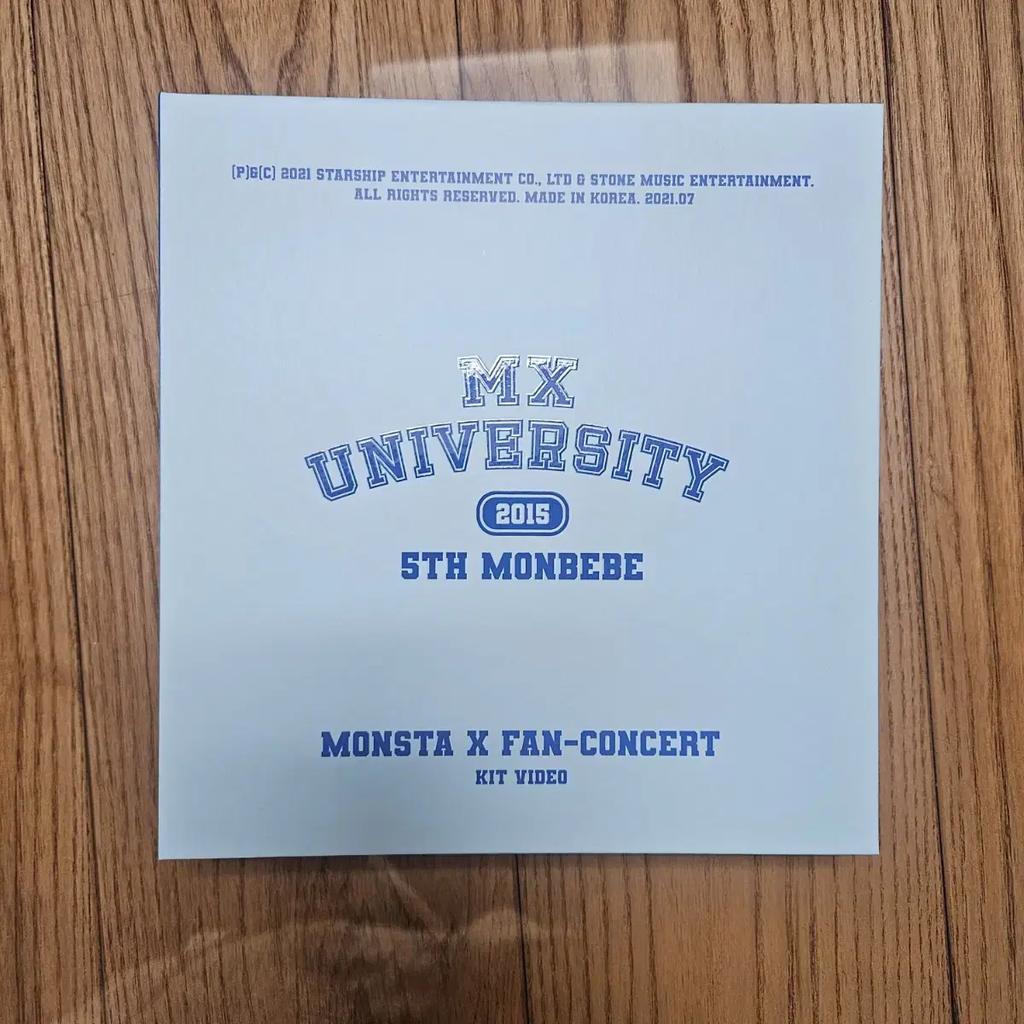 (P)&(C) 2021 STARSHIP ENTERTAINMENT CO., LTD & STONE MUSIC ENTERTAINMENT.
ALL RIGHTS RESERVED. MADE IN KOREA. 2021.07
MX
UNIVERSITY
2015
5TH MONBEBE
MONSTA X FAN-CONCERT
KIT VIDEO